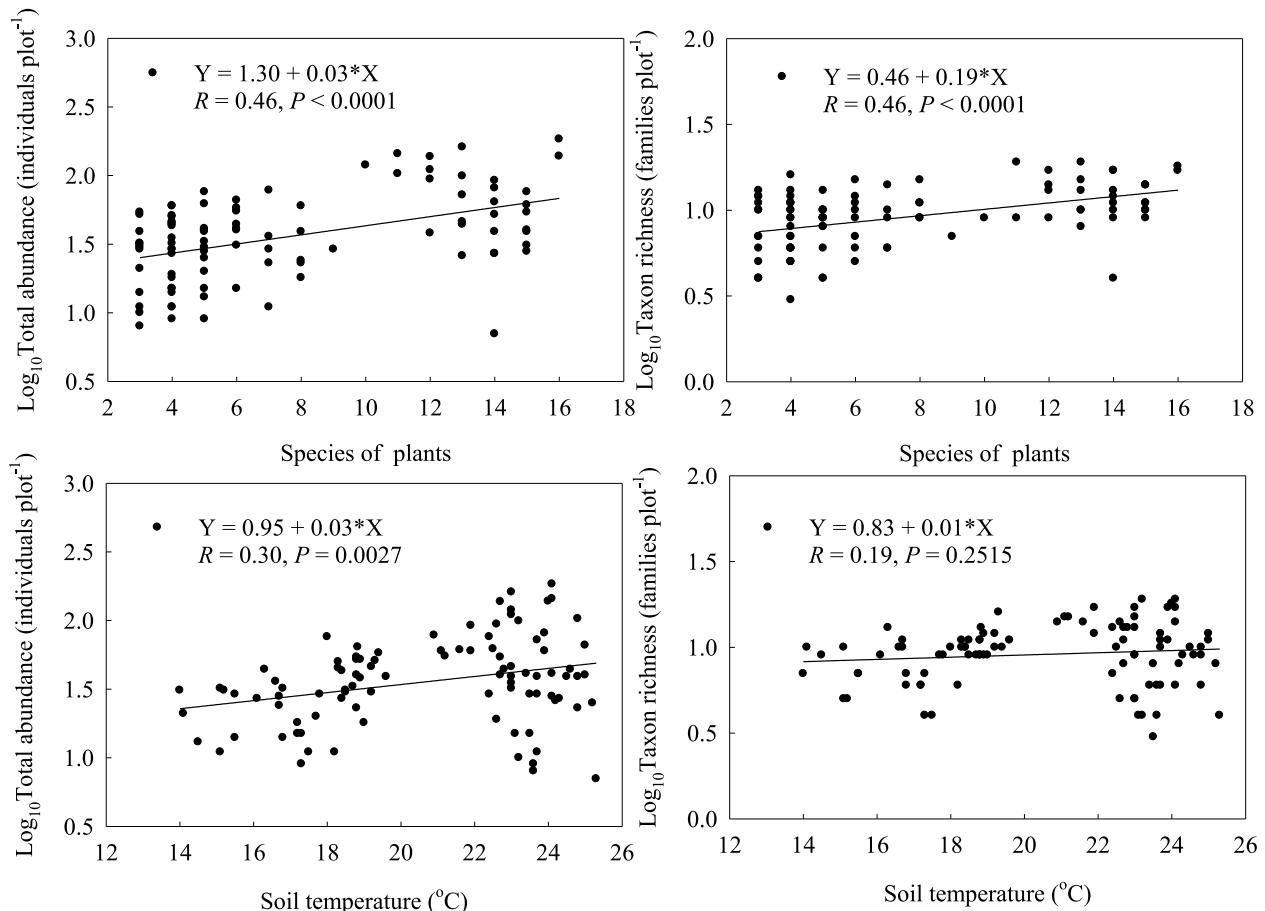 Log10Total abundance (individuals plot-1)
3.0
2.5
2.0
1.5
1.0
0.5
Y = 1.30 + 0.03*X
R = 0.46, P < 0.0001
2 4 6 8 10 12 14 16 18
Species of plants
Log10Taxon richness (families plot-1)
2.0
1.5
1.0
0.5
0.0
Y = 0.46 + 0.19*X
R = 0.46, P < 0.0001
2 4 6 8 10 12 14 16 18
Species of plants
Log10Total abundance (individuals plot-1)
3.0
2.5
2.0
1.5
1.0
0.5
Y = 0.95 + 0.03*X
R = 0.30, P = 0.0027
12 14 16 18 20 22 24 26
Soil temperature (oC)
Log10Taxon richness (families plot-1)
2.0
1.5
1.0
0.5
0.0
Y = 0.83 + 0.01*X
R = 0.19, P = 0.2515
12 14 16 18 20 22 24 26
Soil temperature (oC)